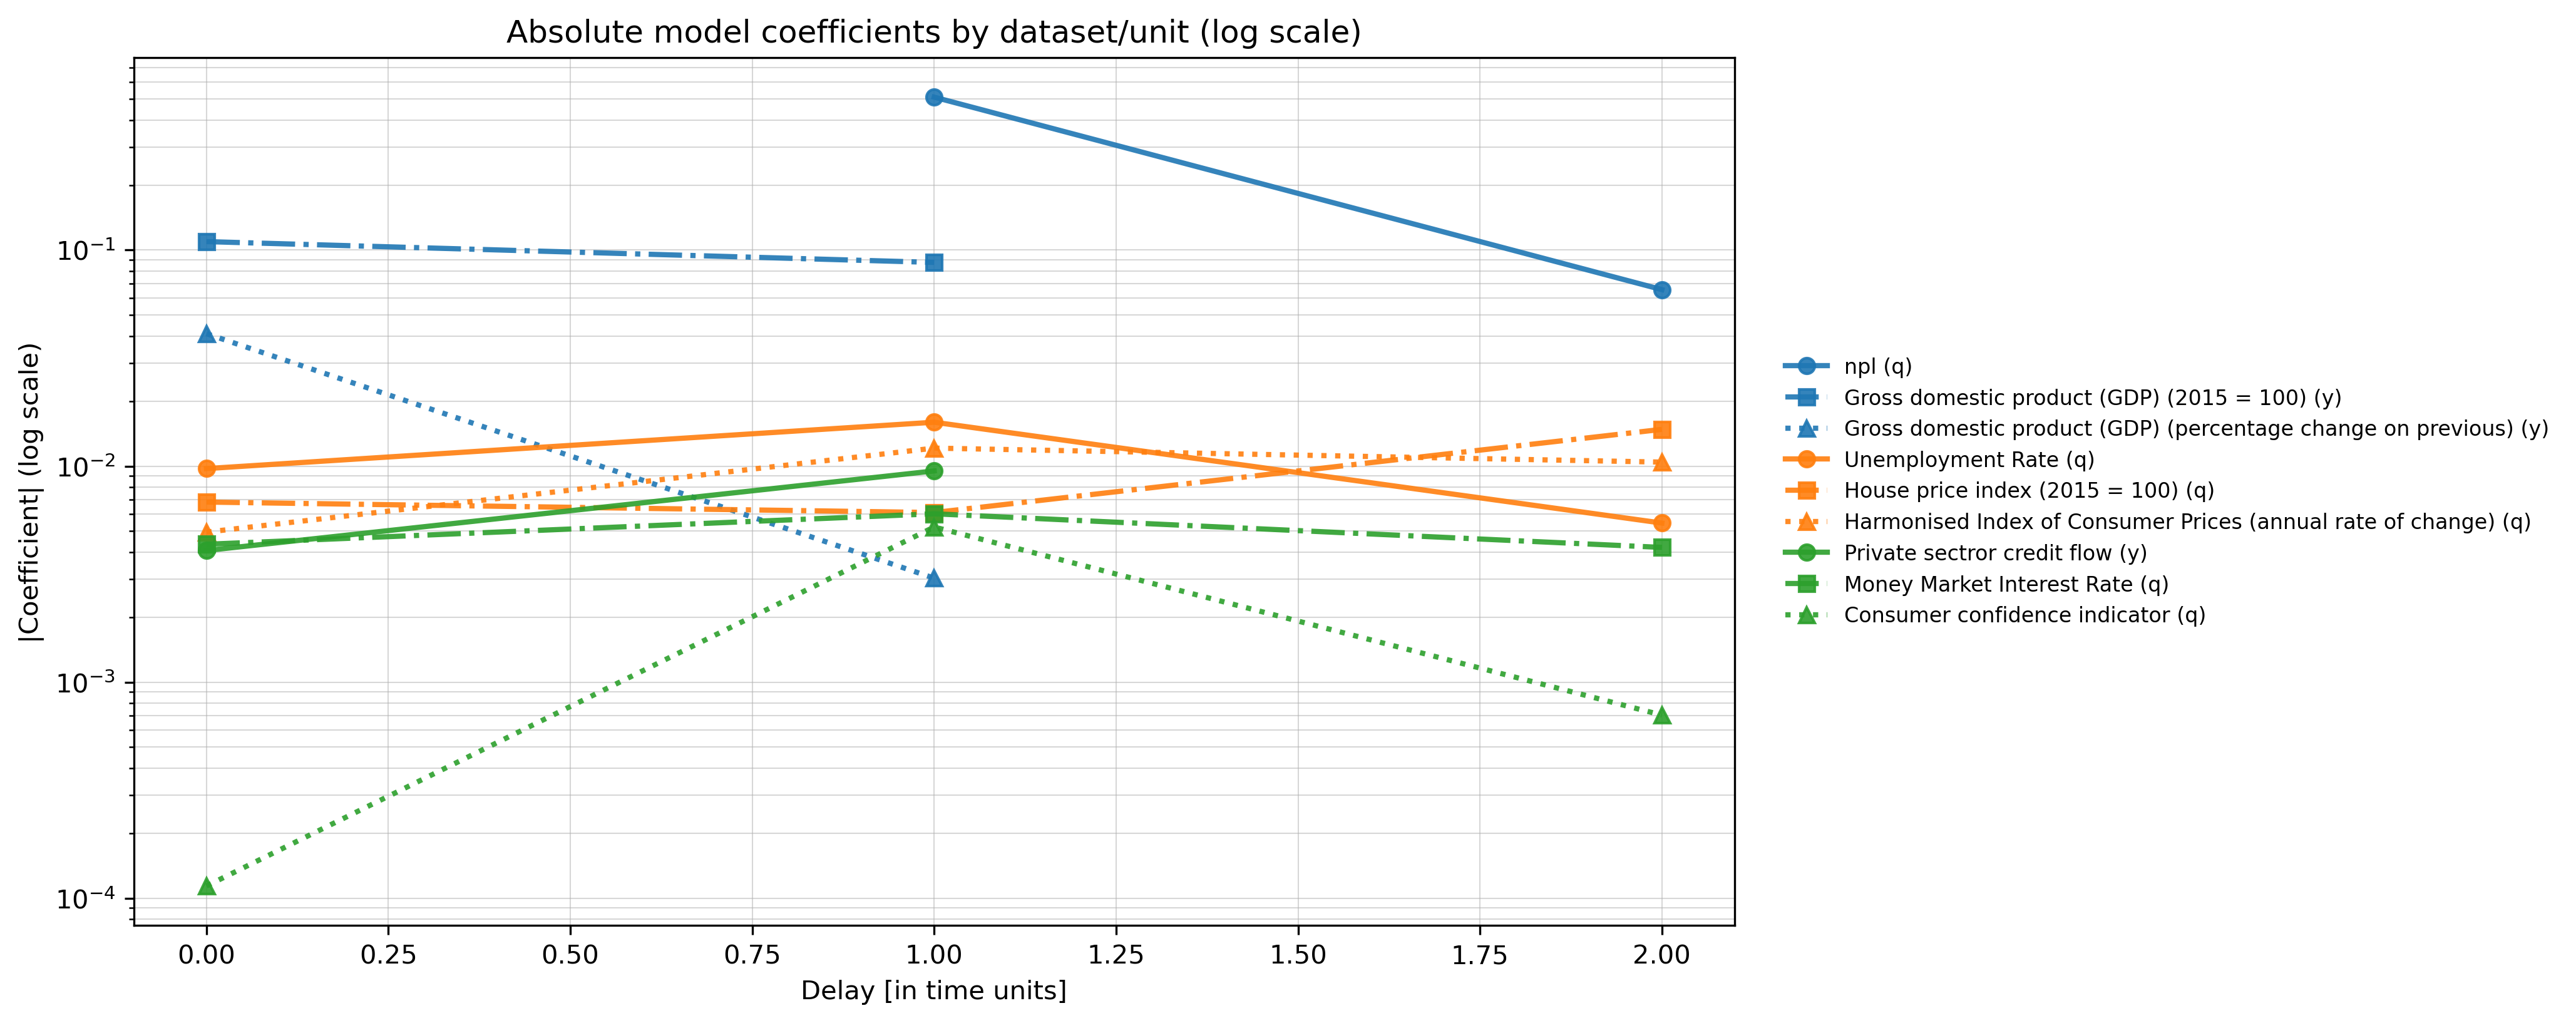 Absolute model coefficients by dataset/unit (log scale)
|Coefficient| (log scale)
10⁻¹
10⁻²
10⁻³
10⁻⁴
0.00 0.25 0.50 0.75 1.00 1.25 1.50 1.75 2.00
Delay [in time units]
npl (q)
Gross domestic product (GDP) (2015 = 100) (y)
Gross domestic product (GDP) (percentage change on previous) (y)
Unemployment Rate (q)
House price index (2015 = 100) (q)
Harmonised Index of Consumer Prices (annual rate of change) (q)
Private sectror credit flow (y)
Money Market Interest Rate (q)
Consumer confidence indicator (q)